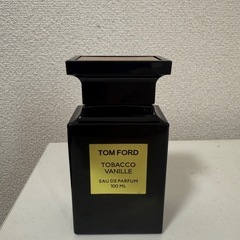 TOM FORD
TOBACCO
VANILLE
EAU DE PARFUM
100 ML